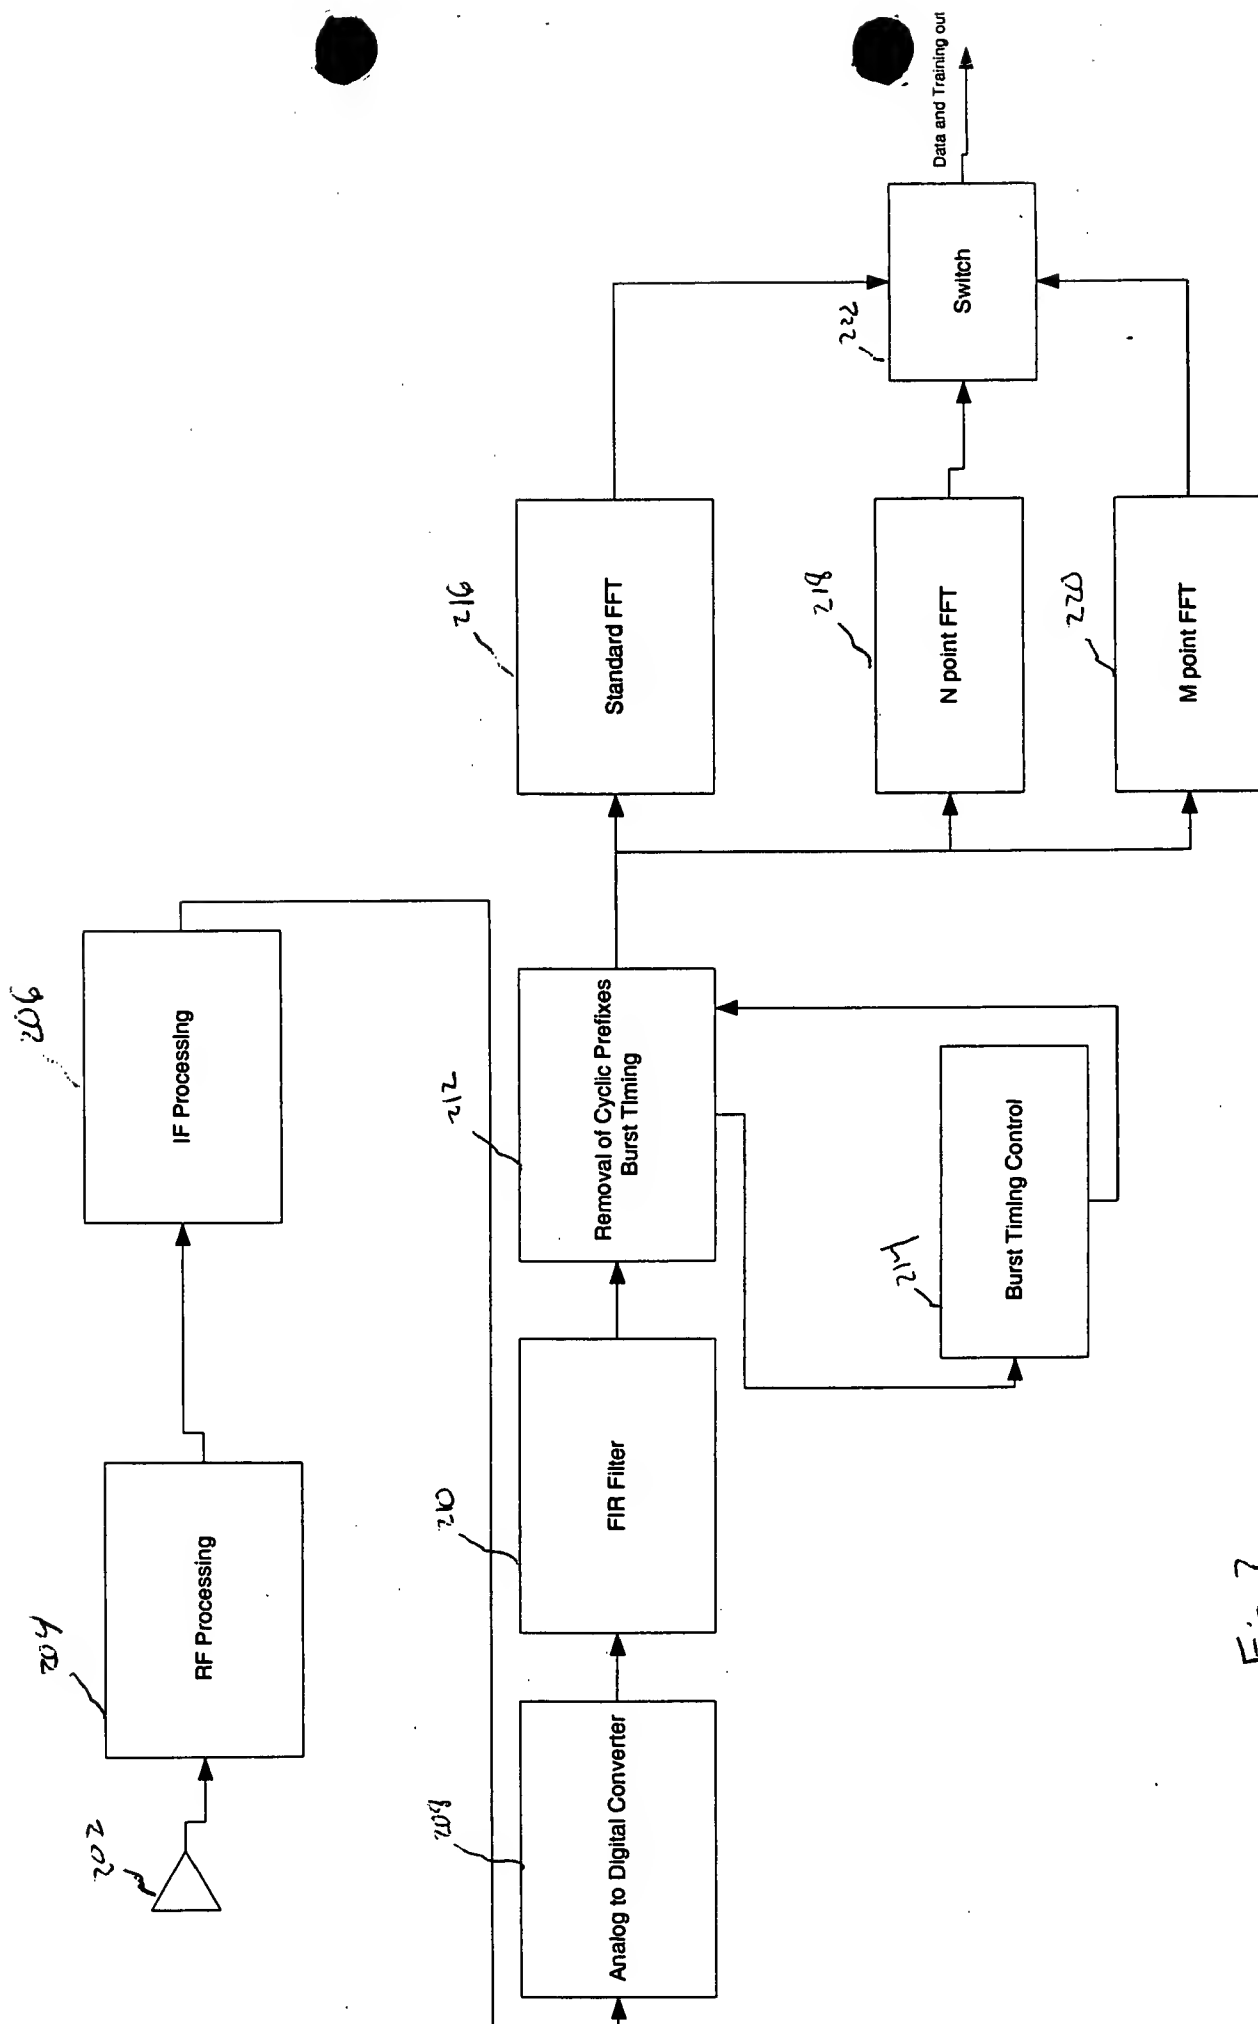 202
204
RF Processing
206
IF Processing
208
Analog to Digital Converter
210
FIR Filter
212
Removal of Cyclic Prefixes
Burst Timing
214
Burst Timing Control
216
Standard FFT
218
N point FFT
220
M point FFT
222
Switch
Data and Training out